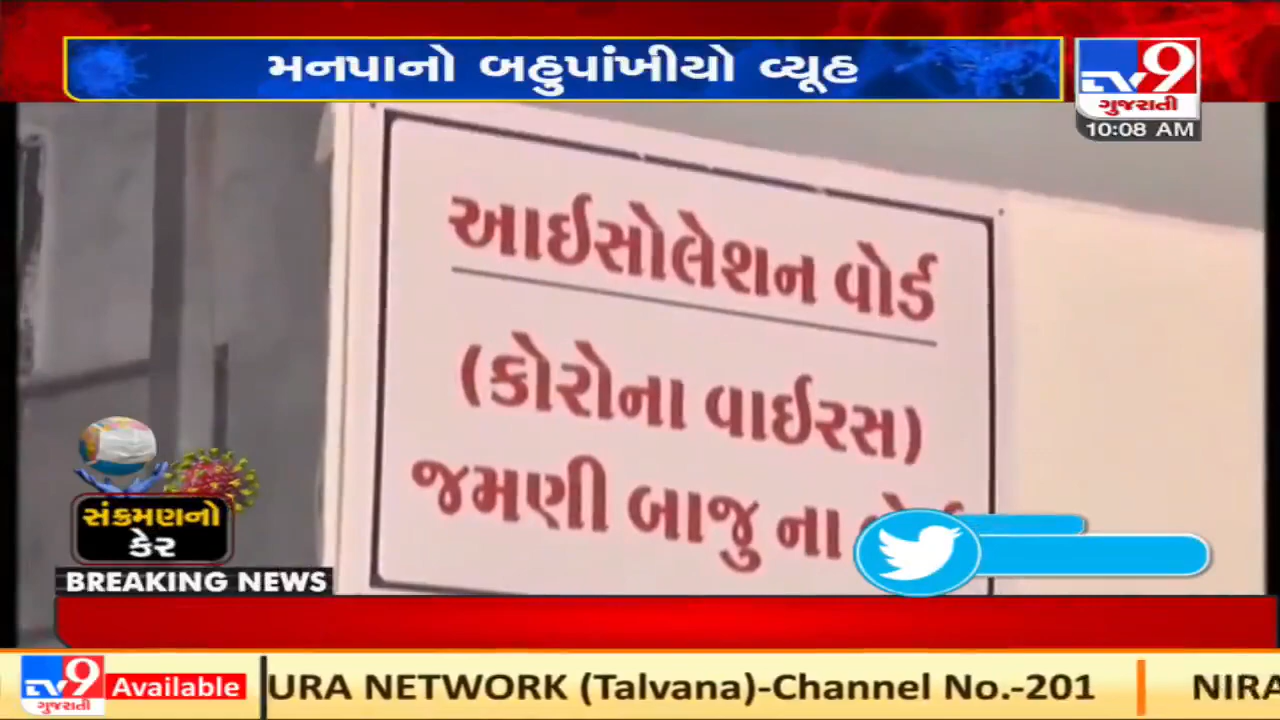 મનપાનો બહુપાંખીયો વ્યૂહ
TV9
ગુજરાતી
10:08 AM
આઈસોલેશન વોર્ડ
(કોરોના વાઈરસ)
જમણી બાજુ ના
સંક્રમણનો
કેર
BREAKING NEWS
TV9
ગુજરાતી
Available
URA NETWORK (Talvana)-Channel No.-201
NIRA